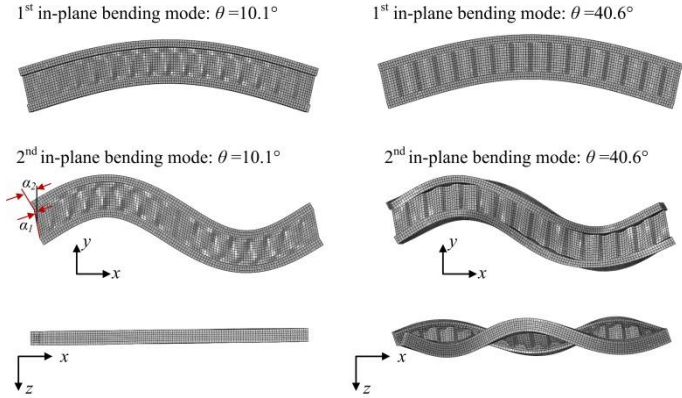 1st in-plane bending mode: θ =10.1°
1st in-plane bending mode: θ =40.6°
2nd in-plane bending mode: θ =10.1°
2nd in-plane bending mode: θ =40.6°
α2
α1
y
x
y
x
x
z
x
z